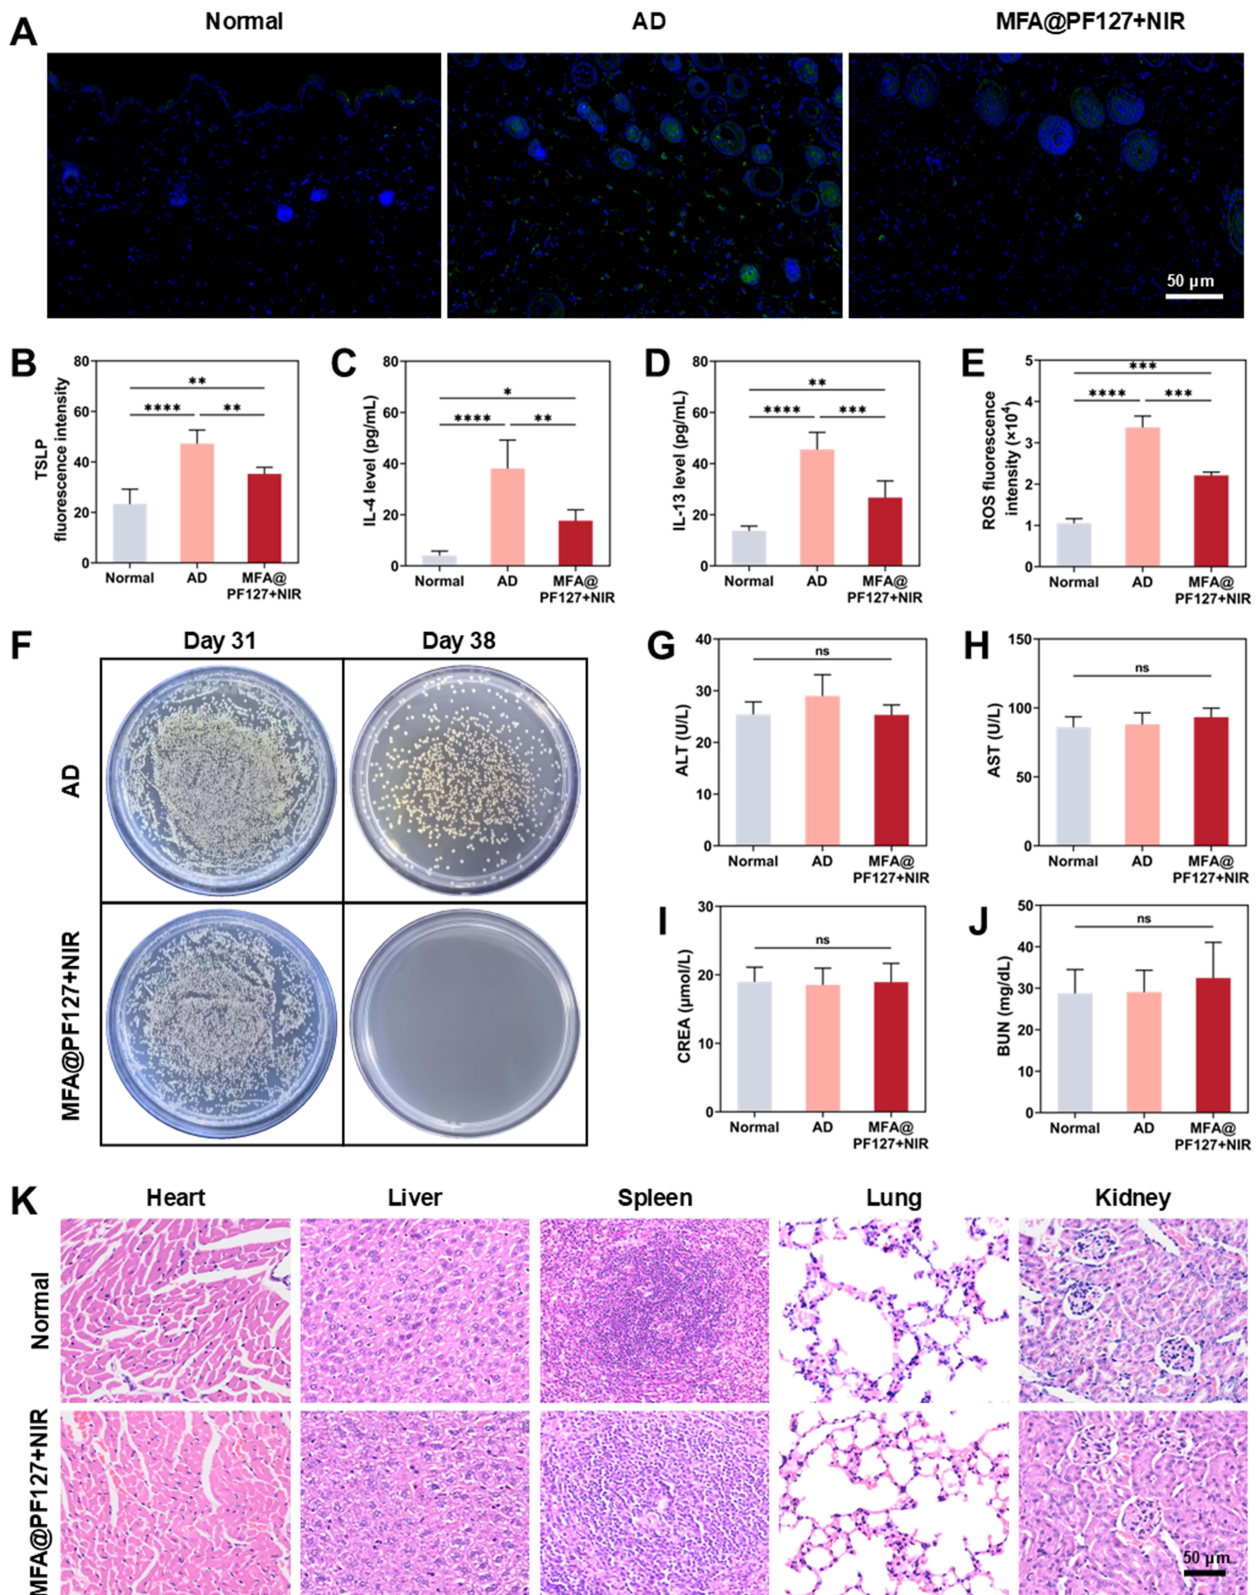 A
Normal
AD
MFA@PF127+NIR
50 µm
B
TSLP
fluorescence intensity
80
60
40
20
0
**
****
**
Normal
AD
MFA@
PF127+NIR
C
IL-4 level (pg/mL)
80
60
40
20
0
*
****
**
Normal
AD
MFA@
PF127+NIR
D
IL-13 level (pg/mL)
80
60
40
20
0
**
****
***
Normal
AD
MFA@
PF127+NIR
E
ROS fluorescence
intensity (×10⁴)
5
4
3
2
1
0
***
****
***
Normal
AD
MFA@
PF127+NIR
F
Day 31
Day 38
AD
MFA@PF127+NIR
G
ALT (U/L)
40
30
20
10
0
ns
Normal
AD
MFA@
PF127+NIR
H
AST (U/L)
150
100
50
0
ns
Normal
AD
MFA@
PF127+NIR
I
CREA (µmol/L)
30
20
10
0
ns
Normal
AD
MFA@
PF127+NIR
J
BUN (mg/dL)
50
40
30
20
10
0
ns
Normal
AD
MFA@
PF127+NIR
K
Heart
Liver
Spleen
Lung
Kidney
Normal
MFA@PF127+NIR
50 µm